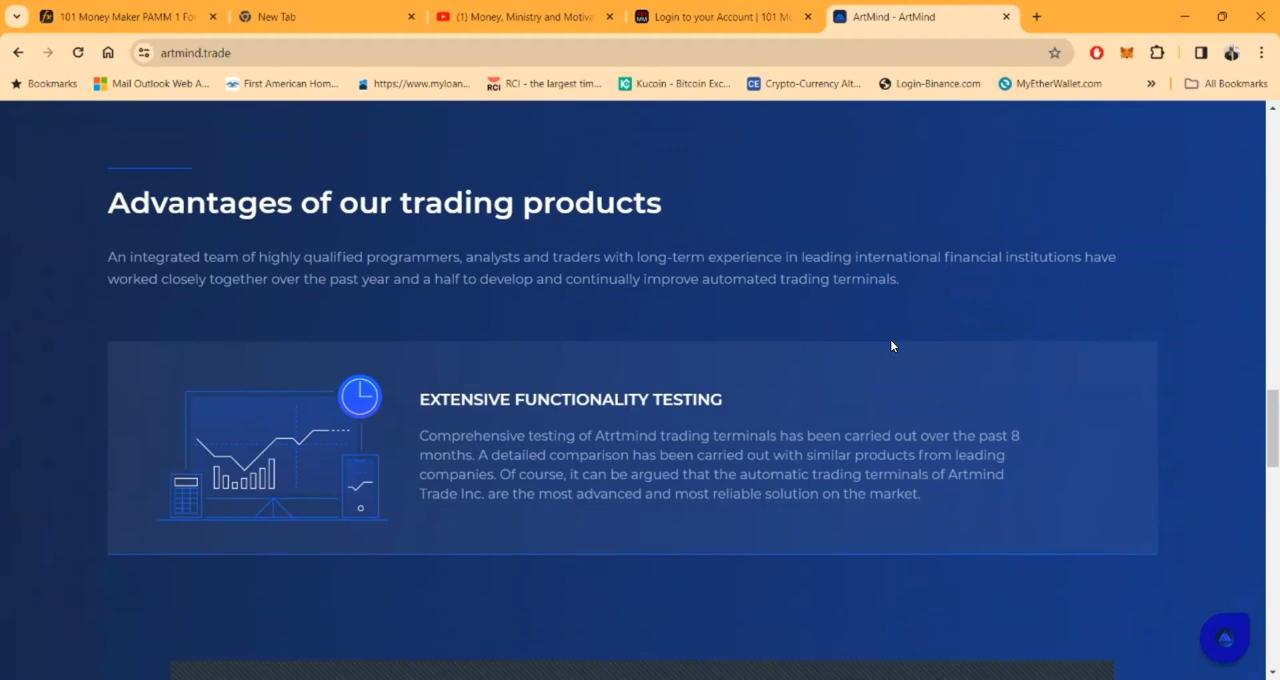 101 Money Maker PAMM 1 Fo
New Tab
(1) Money, Ministry and Motiva
Login to your Account | 101 Mo
ArtMind - ArtMind
artmind.trade
Bookmarks
Mail Outlook Web A...
First American Hom...
https://www.myloan...
RCI - the largest tim...
Kucoin - Bitcoin Exc...
Crypto-Currency Alt...
Login-Binance.com
MyEtherWallet.com
All Bookmarks
Advantages of our trading products
An integrated team of highly qualified programmers, analysts and traders with long-term experience in leading international financial institutions have
worked closely together over the past year and a half to develop and continually improve automated trading terminals.
EXTENSIVE FUNCTIONALITY TESTING
Comprehensive testing of Atrtmind trading terminals has been carried out over the past 8
months. A detailed comparison has been carried out with similar products from leading
companies. Of course, it can be argued that the automatic trading terminals of Artmind
Trade Inc. are the most advanced and most reliable solution on the market.